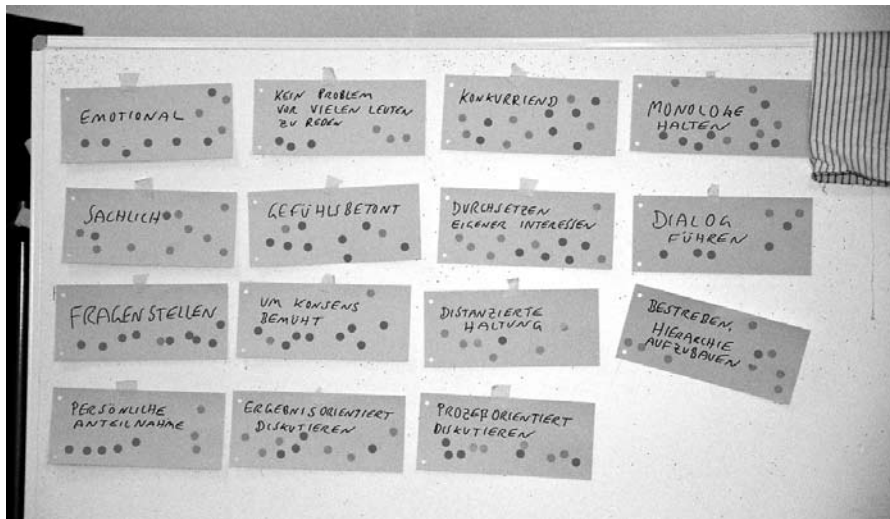 EMOTIONAL
KEIN PROBLEM
VOR VIELEN LEUTEN
ZU REDEN
KONKURRIEND
MONOLOGE
HALTEN
SACHLICH
GEFÜHLSBETONT
DURCHSETZEN
EIGENER INTERESSEN
DIALOG
FÜHREN
FRAGEN STELLEN
UM KONSENS
BEMÜHT
DISTANZIERTE
HALTUNG
BESTREBEN,
HIERARCHIE
AUFZUBAUEN
PERSÖNLICHE
ANTEILNAHME
ERGEBNISORIENTIERT
DISKUTIEREN
PROZEßORIENTIERT
DISKUTIEREN